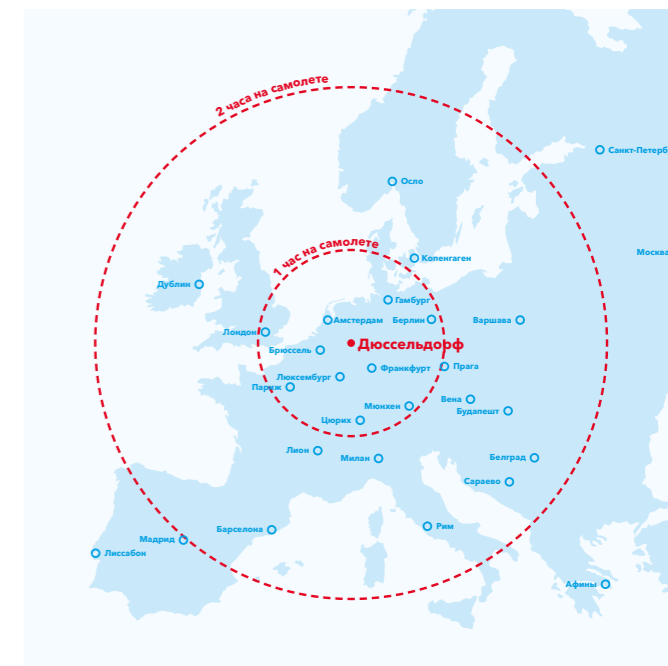 2 часа на самолете
Санкт-Петерб
Осло
1 час на самолете
Москва
Копенгаген
Дублин
Гамбург
Амстердам
Берлин
Варшава
Лондон
Дюссельдорф
Брюссель
Франкфурт
Прага
Люксембург
Париж
Вена
Мюнхен
Будапешт
Цюрих
Лион
Милан
Белград
Сараево
Барселона
Рим
Мадрид
Лиссабон
Афины